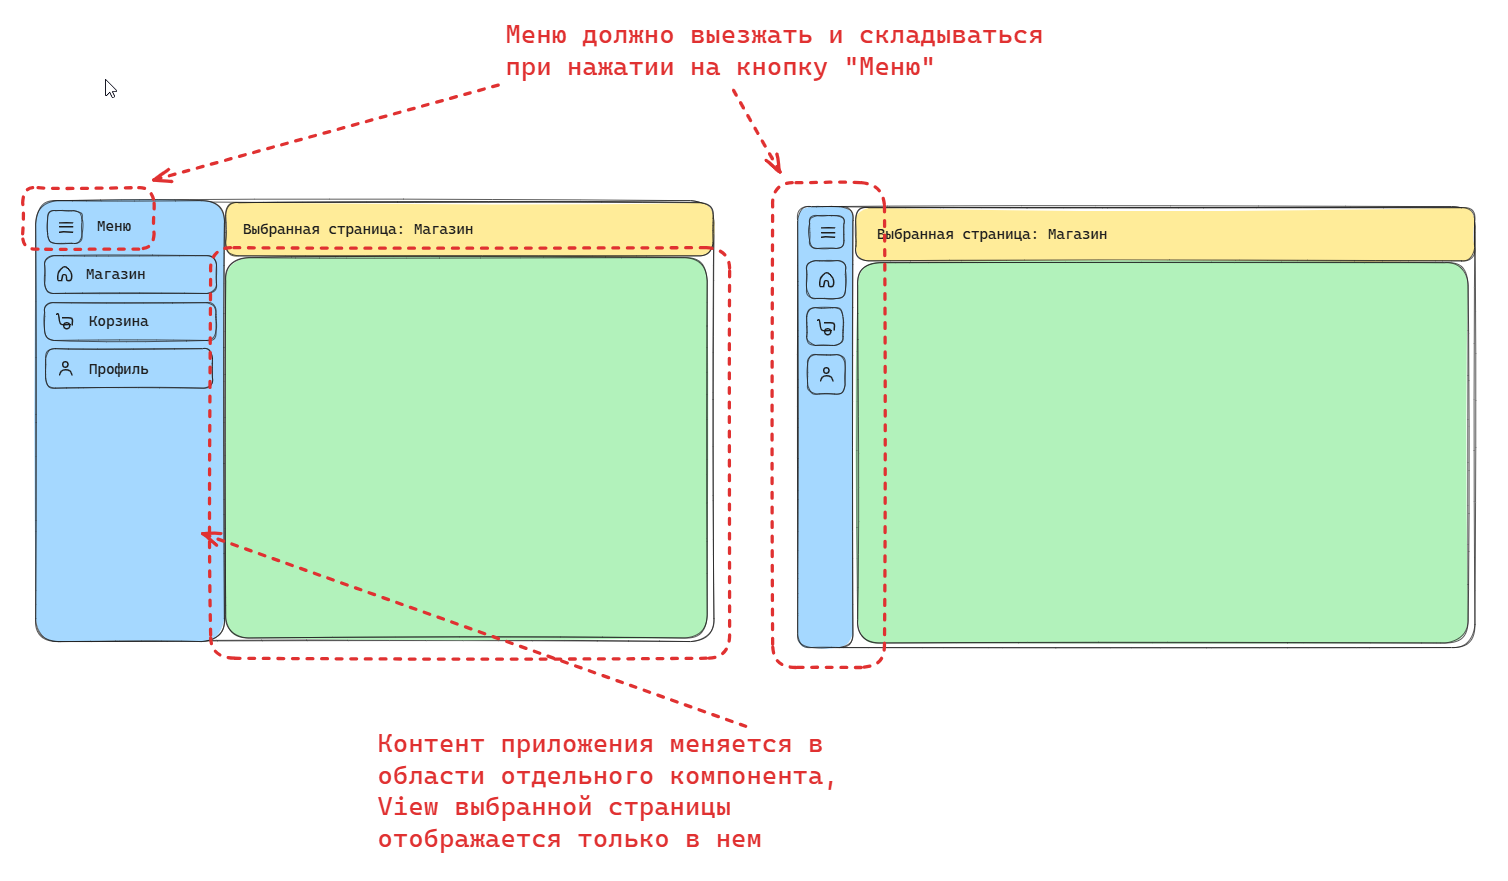 Меню должно выезжать и складываться
при нажатии на кнопку "Меню"
Меню
Выбранная страница: Магазин
Магазин
Корзина
Профиль
Выбранная страница: Магазин
Контент приложения меняется в
области отдельного компонента,
View выбранной страницы
отображается только в нем